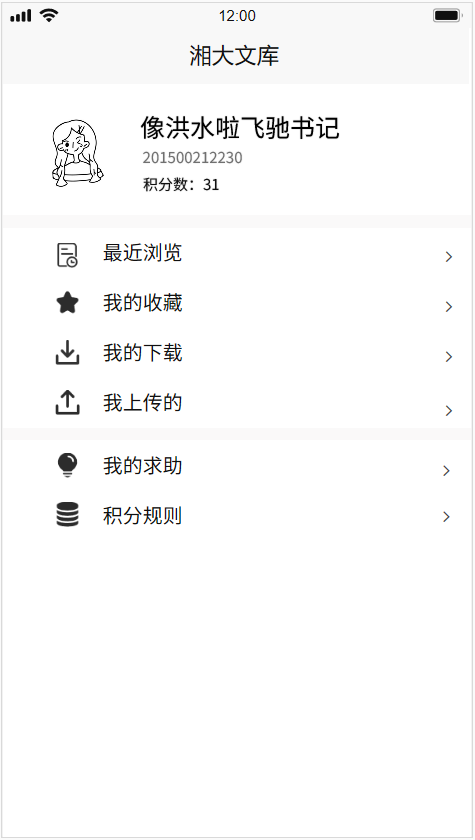 12:00
湘大文库
像洪水啦飞驰书记
201500212230
积分数：31
最近浏览
我的收藏
我的下载
我上传的
我的求助
积分规则